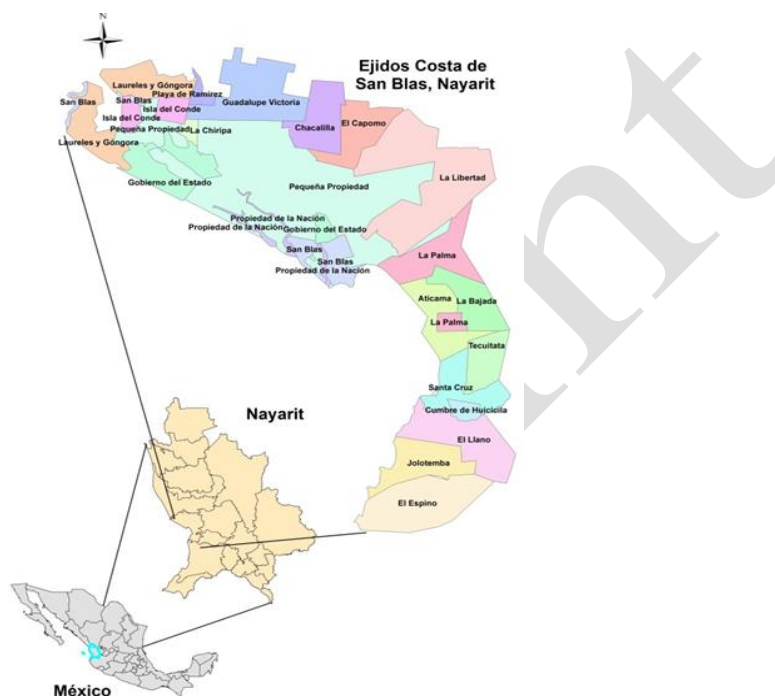 N
Ejidos Costa de
San Blas, Nayarit
Laureles y Góngora
Playa de Ramírez
San Blas
San Blas
Guadalupe Victoria
Isla del Conde
Isla del Conde
Chacalilla
El Capomo
Pequeña Propiedad
La Chiripa
Laureles y Góngora
La Libertad
Gobierno del Estado
Pequeña Propiedad
Propiedad de la Nación
Propiedad de la Nación
Gobierno del Estado
San Blas
San Blas
Propiedad de la Nación
La Palma
Aticama
La Bajada
La Palma
Tecuitata
Santa Cruz
Cumbre de Huicicila
El Llano
Jolotemba
El Espino
Nayarit
México